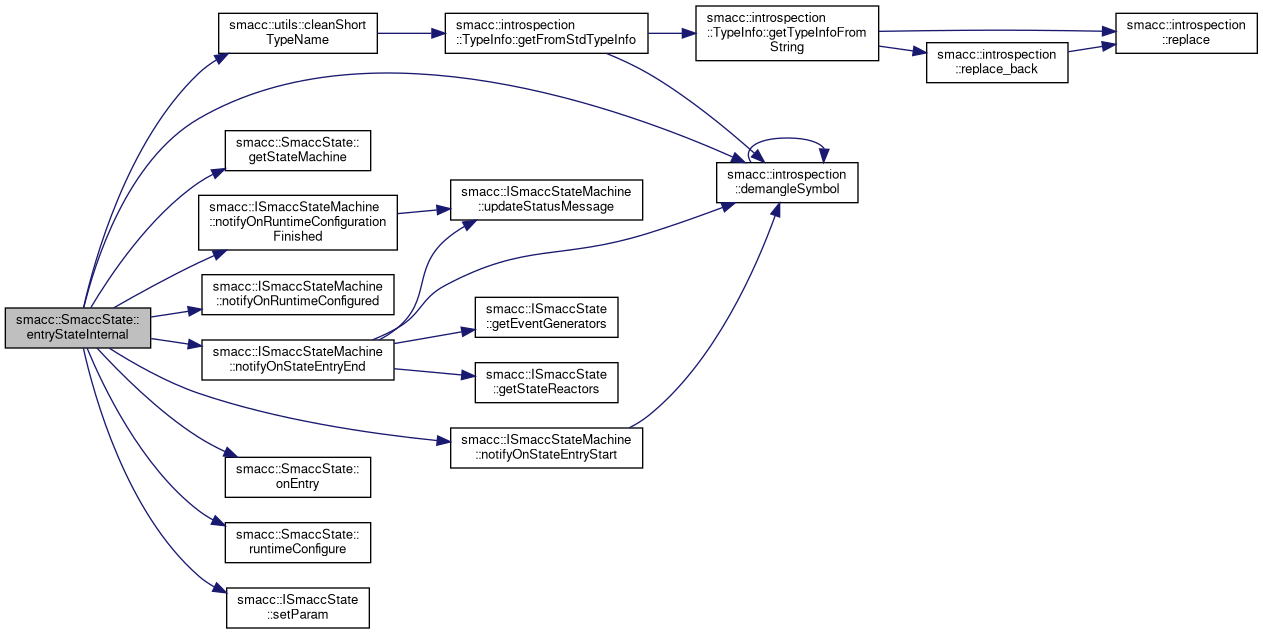 smacc::utils::cleanShort
TypeName
smacc::introspection
::TypeInfo::getFromStdTypeInfo
smacc::introspection
::TypeInfo::getTypeInfoFrom
String
smacc::introspection
::replace
smacc::introspection
::replace_back
smacc::SmaccState::
getStateMachine
smacc::introspection
::demangleSymbol
smacc::ISmaccStateMachine
::notifyOnRuntimeConfiguration
Finished
smacc::ISmaccStateMachine
::updateStatusMessage
smacc::ISmaccStateMachine
::notifyOnRuntimeConfigured
smacc::SmaccState::
entryStateInternal
smacc::ISmaccState
::getEventGenerators
smacc::ISmaccStateMachine
::notifyOnStateEntryEnd
smacc::ISmaccState
::getStateReactors
smacc::ISmaccStateMachine
::notifyOnStateEntryStart
smacc::SmaccState::
onEntry
smacc::SmaccState::
runtimeConfigure
smacc::ISmaccState
::setParam